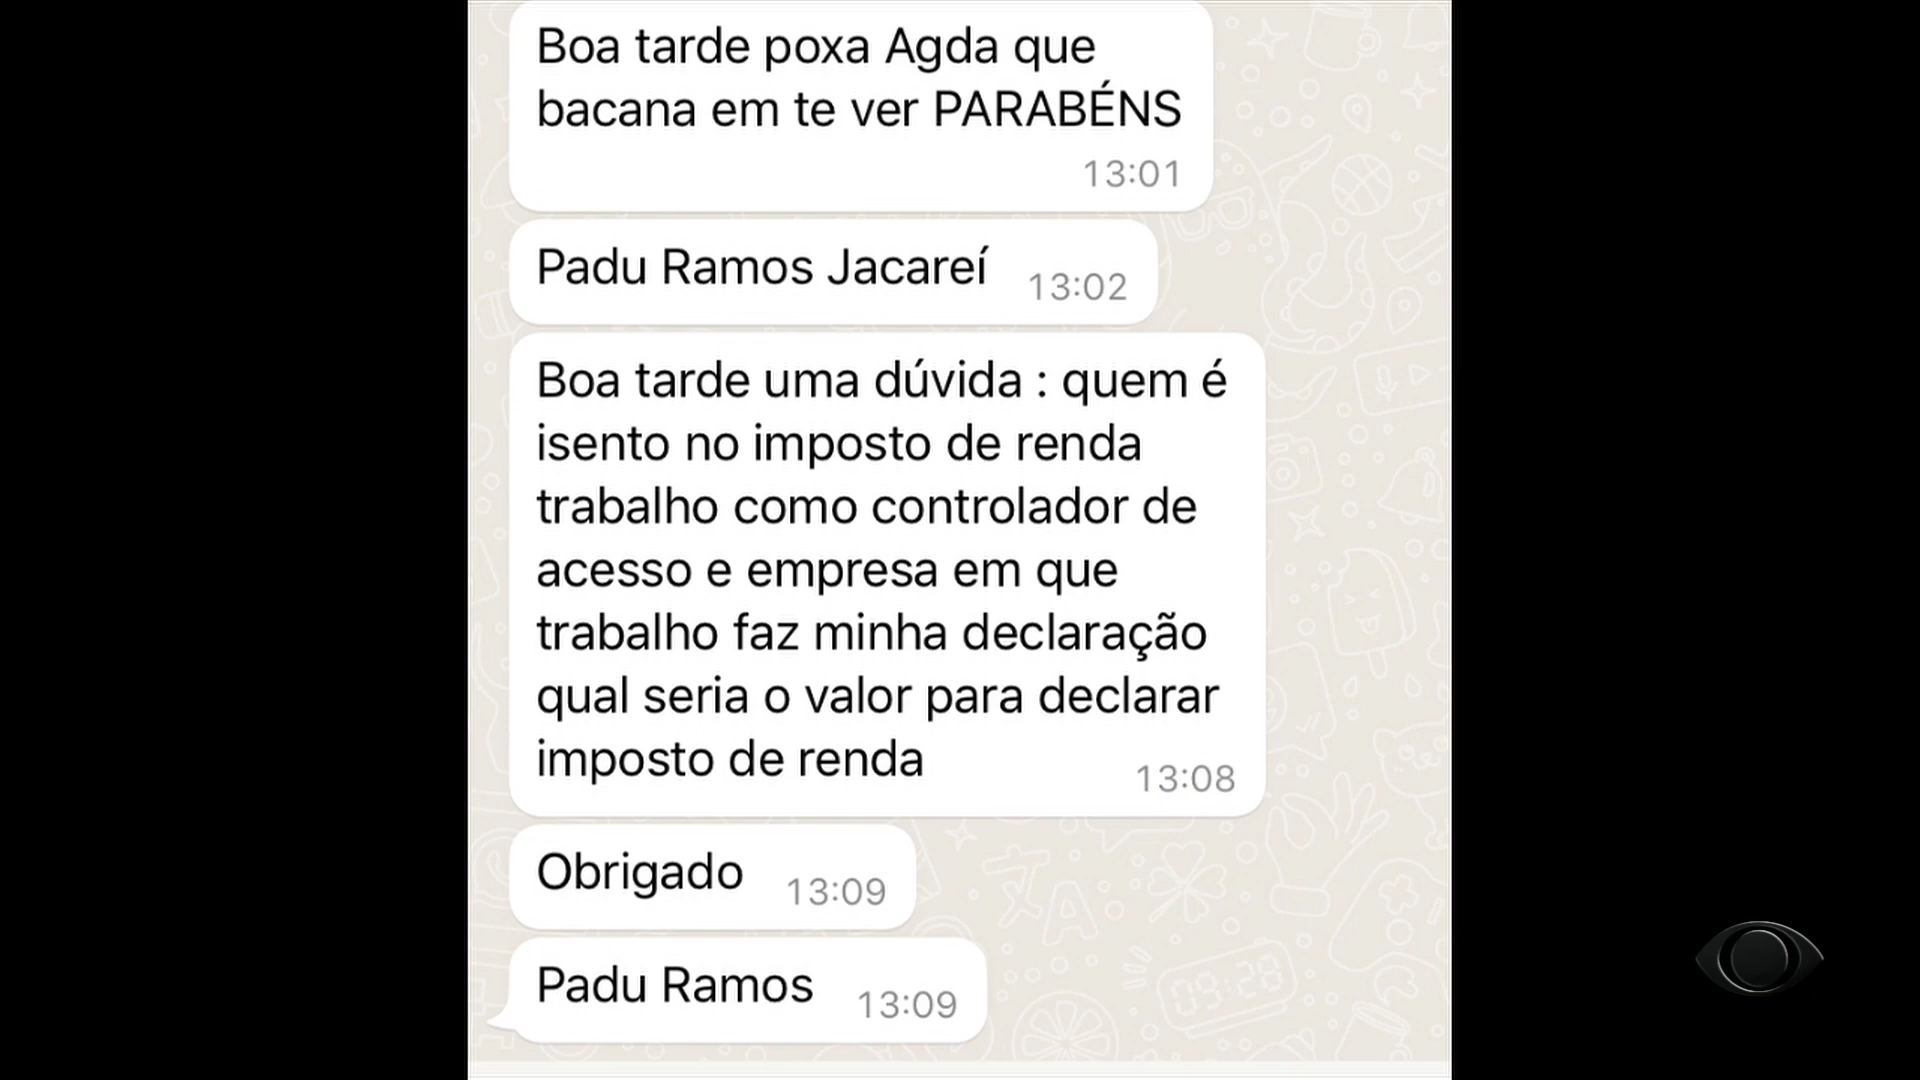 Boa tarde poxa Agda que
bacana em te ver PARABÉNS
13:01
Padu Ramos Jacareí 13:02
Boa tarde uma dúvida : quem é
isento no imposto de renda
trabalho como controlador de
acesso e empresa em que
trabalho faz minha declaração
qual seria o valor para declarar
imposto de renda 13:08
Obrigado 13:09
Padu Ramos 13:09